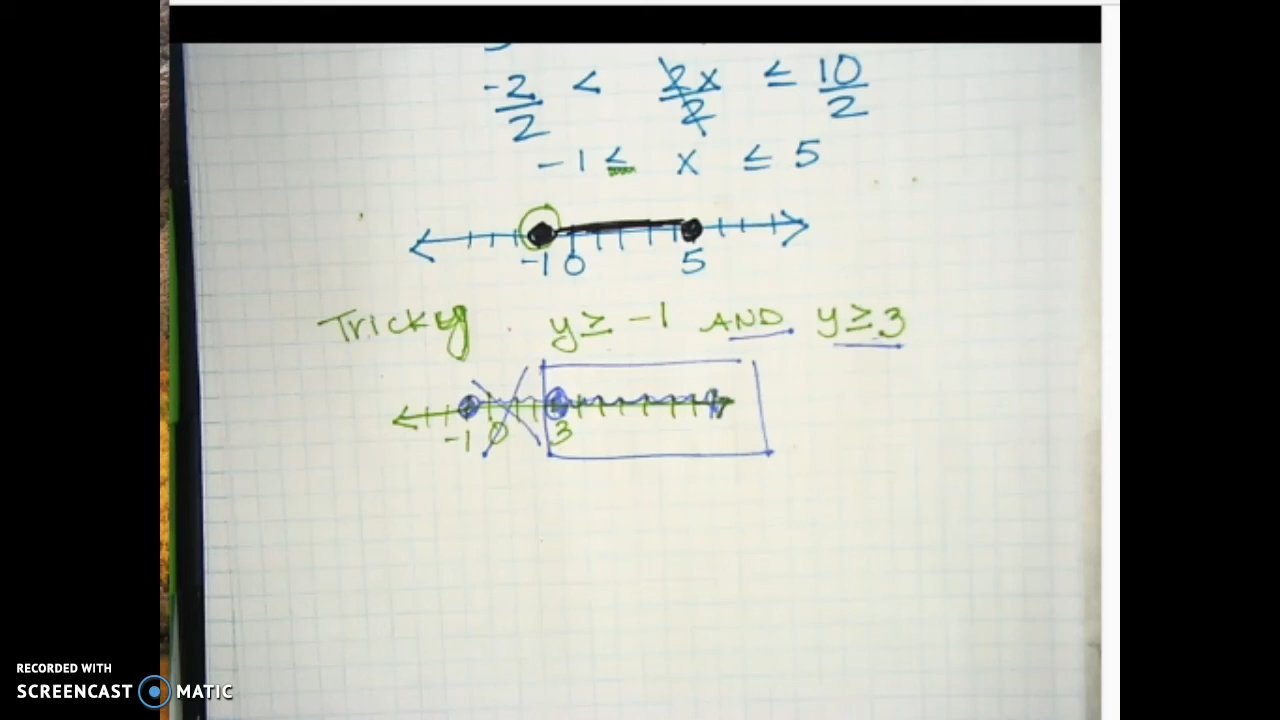 -2/2 < 2x/2 ≤ 10/2
-1 ≤ x ≤ 5
-1 0 5
Tricky y ≥ -1 AND y ≥ 3
-1 0 3
RECORDED WITH
SCREENCAST MATIC